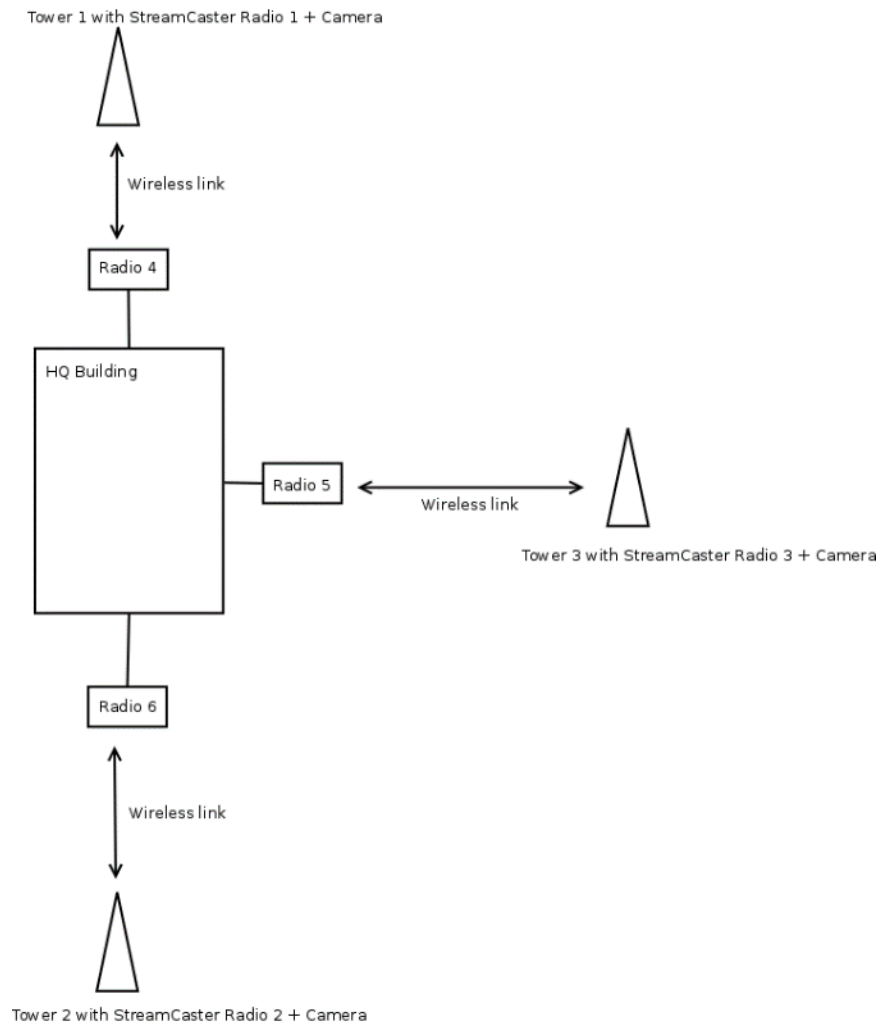 Tower 1 with StreamCaster Radio 1 + Camera
Wireless link
Radio 4
HQ Building
Radio 5
Wireless link
Tower 3 with StreamCaster Radio 3 + Camera
Radio 6
Wireless link
Tower 2 with StreamCaster Radio 2 + Camera